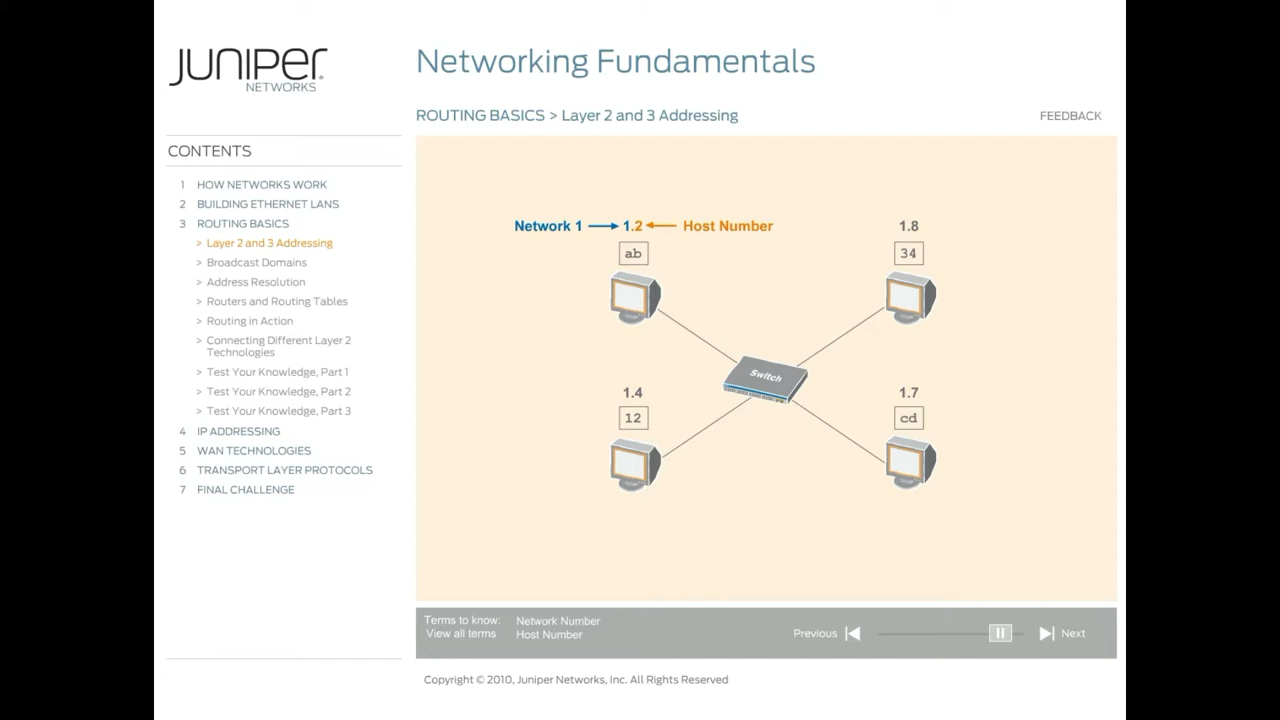 JUNIPER
NETWORKS
Networking Fundamentals
ROUTING BASICS > Layer 2 and 3 Addressing
FEEDBACK
CONTENTS
1 HOW NETWORKS WORK
2 BUILDING ETHERNET LANS
3 ROUTING BASICS
> Layer 2 and 3 Addressing
> Broadcast Domains
> Address Resolution
> Routers and Routing Tables
> Routing in Action
> Connecting Different Layer 2
Technologies
> Test Your Knowledge, Part 1
> Test Your Knowledge, Part 2
> Test Your Knowledge, Part 3
4 IP ADDRESSING
5 WAN TECHNOLOGIES
6 TRANSPORT LAYER PROTOCOLS
7 FINAL CHALLENGE
Network 1 → 1.2 ← Host Number
ab
1.8
34
Switch
1.4
12
1.7
cd
Terms to know:
View all terms
Network Number
Host Number
Previous
Next
Copyright © 2010, Juniper Networks, Inc. All Rights Reserved